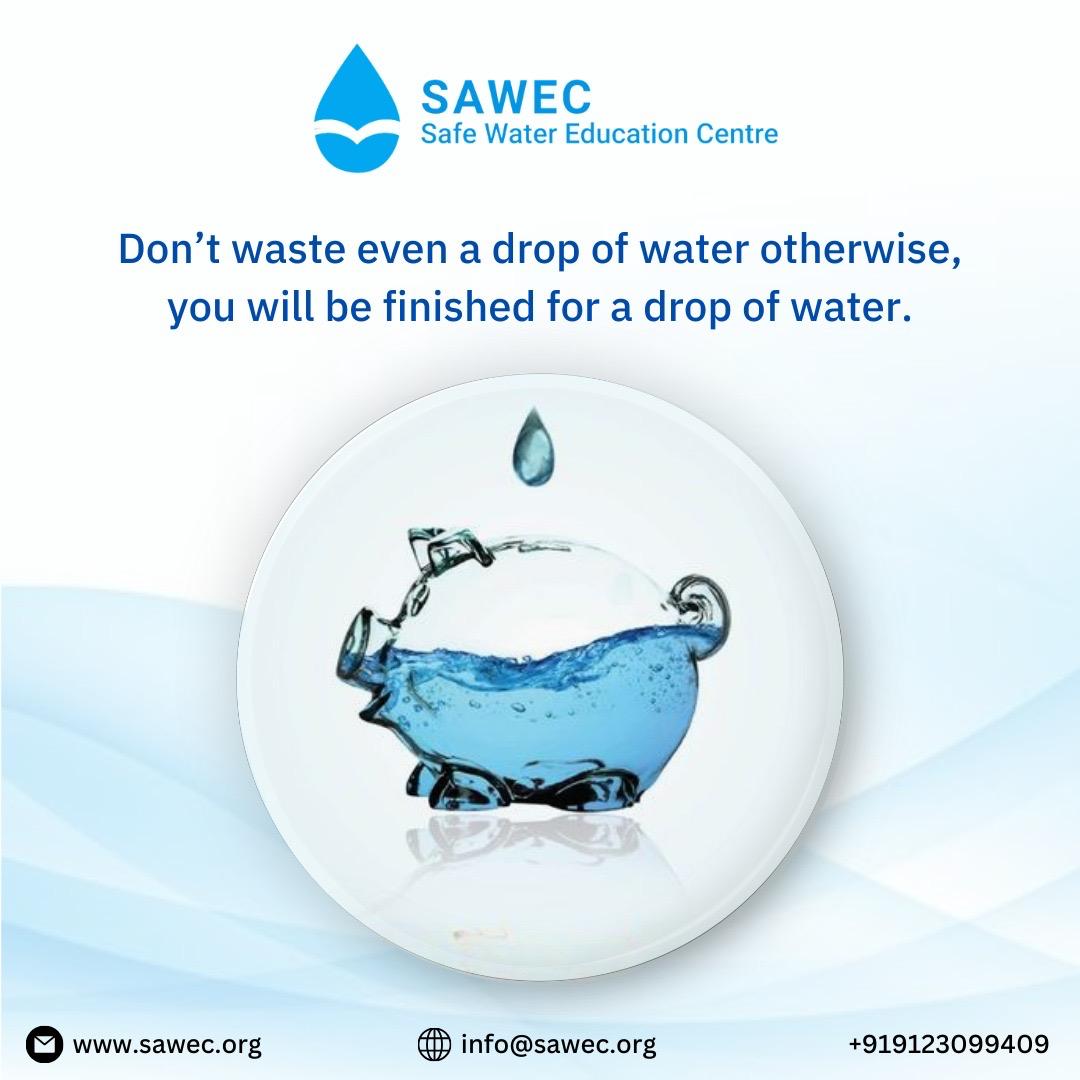 SAWEC
Safe Water Education Centre
Don’t waste even a drop of water otherwise,
you will be finished for a drop of water.
www.sawec.org
info@sawec.org
+919123099409